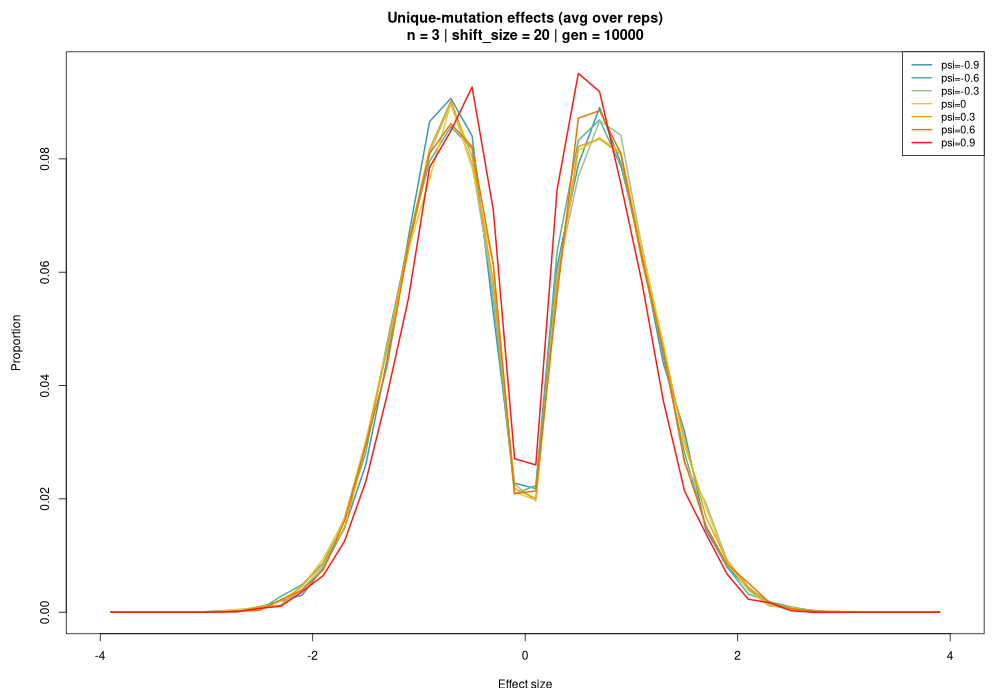 Unique-mutation effects (avg over reps)
n = 3 | shift_size = 20 | gen = 10000
psi=-0.9
psi=-0.6
psi=-0.3
psi=0
psi=0.3
psi=0.6
psi=0.9
Proportion
0.08
0.06
0.04
0.02
0.00
-4
-2
0
2
4
Effect size